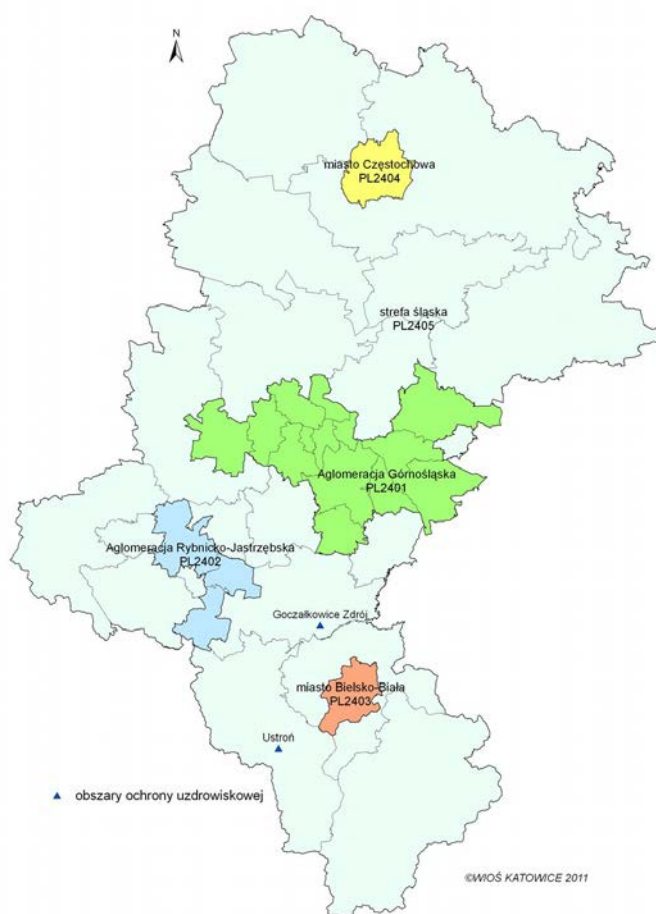 N
miasto Częstochowa
PL2404
strefa śląska
PL2405
Aglomeracja Górnośląska
PL2401
Aglomeracja Rybnicko-Jastrzębska
PL2402
Goczałkowice Zdrój
miasto Bielsko-Biała
PL2403
Ustroń
obszary ochrony uzdrowiskowej
©WIOŚ KATOWICE 2011